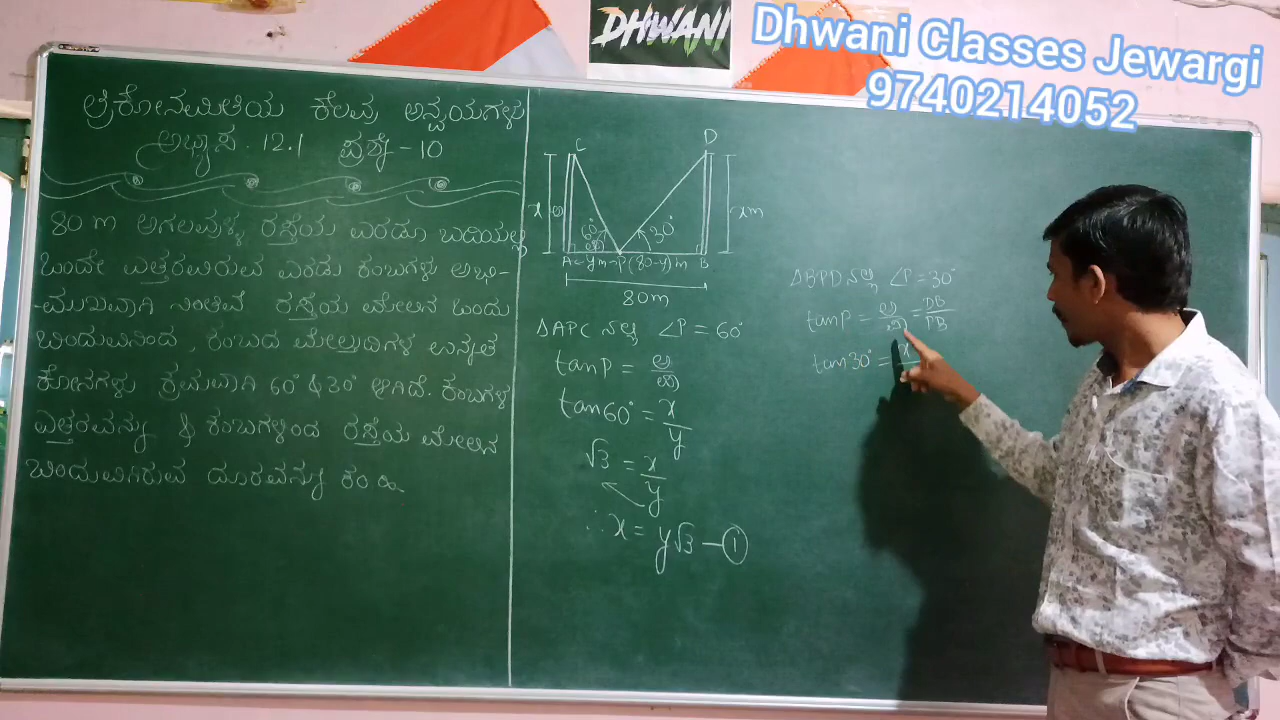 DHWANI
Dhwani Classes Jewargi
9740214052
ತ್ರಿಕೋನಮಿತಿಯ ಕೆಲವು ಅನ್ವಯಗಳು
ಅಭ್ಯಾಸ. 12.1 ಪ್ರಶ್ನೆ - 10
80 m ಅಗಲವುಳ್ಳ ರಸ್ತೆಯ ಎರಡೂ ಬದಿಯಲ್ಲಿ
ಒಂದೇ ಎತ್ತರವಿರುವ ಎರಡು ಕಂಬಗಳು ಅಭಿ-
-ಮುಖವಾಗಿ ನಿಂತಿವೆ ರಸ್ತೆಯ ಮೇಲಿನ ಒಂದು
ಬಿಂದುವಿನಿಂದ, ಕಂಬದ ಮೇಲ್ತುದಿಗಳ ಉನ್ನತ
ಕೋನಗಳು ಕ್ರಮವಾಗಿ 60° & 30° ಆಗಿದೆ. ಕಂಬಗಳ
ಎತ್ತರವನ್ನು & ಕಂಬಗಳಿಂದ ರಸ್ತೆಯ ಮೇಲಿನ
ಬಿಂದುವಿಗಿರುವ ದೂರವನ್ನು ಕಂ ಹಿ
C D
x xm
60° 30°
A ym P (80-y)m B
80m
ΔAPC ನಲ್ಲಿ ∠P = 60°
tanP = ಅ/ಪಾ
tan60° = x/y
√3 = x/y
∴ x = y√3 — ①
ΔBPD ನಲ್ಲಿ ∠P = 30°
tanP = ಅ/ಪಾ = DB/PB
tan30° = x